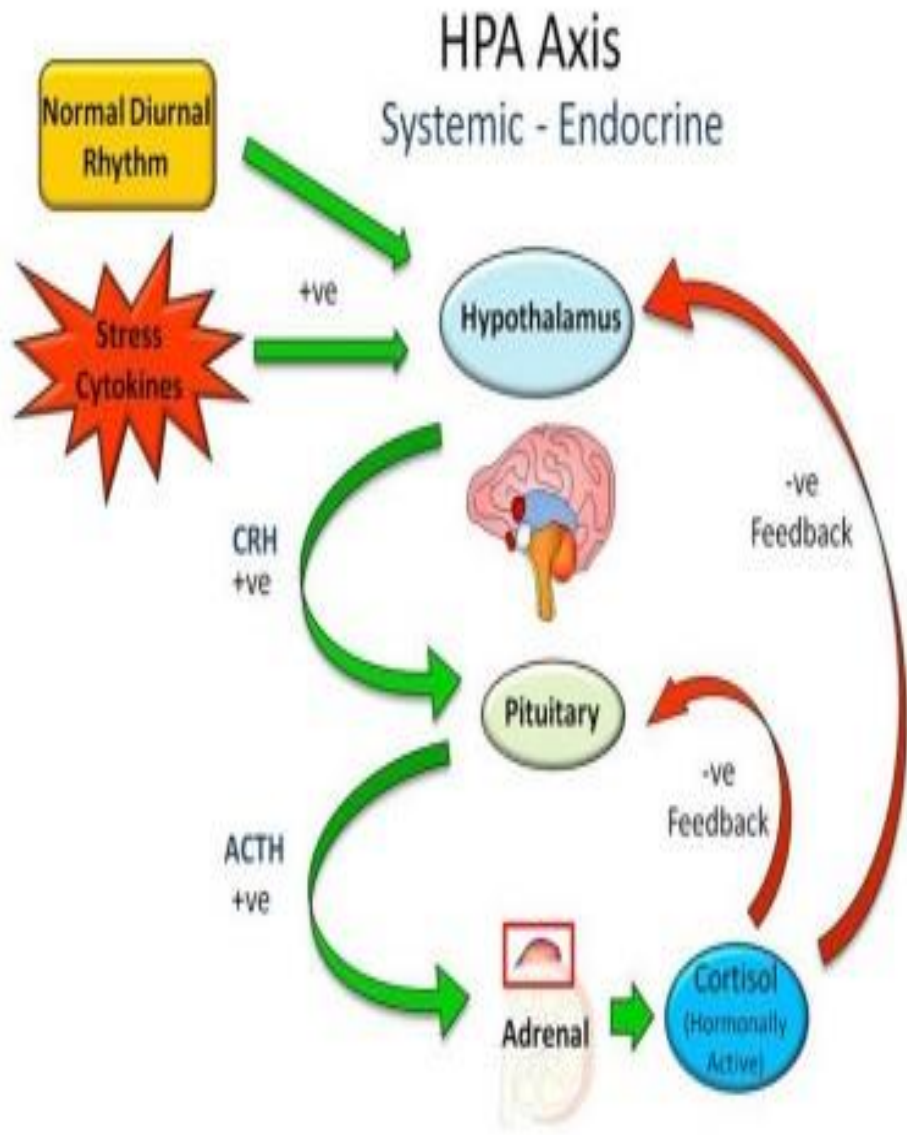 HPA Axis
Systemic - Endocrine
Normal Diurnal
Rhythm
+ve
Stress
Cytokines
Hypothalamus
-ve
Feedback
CRH
+ve
Pituitary
-ve
Feedback
ACTH
+ve
Adrenal
Cortisol
(Hormonally
Active)